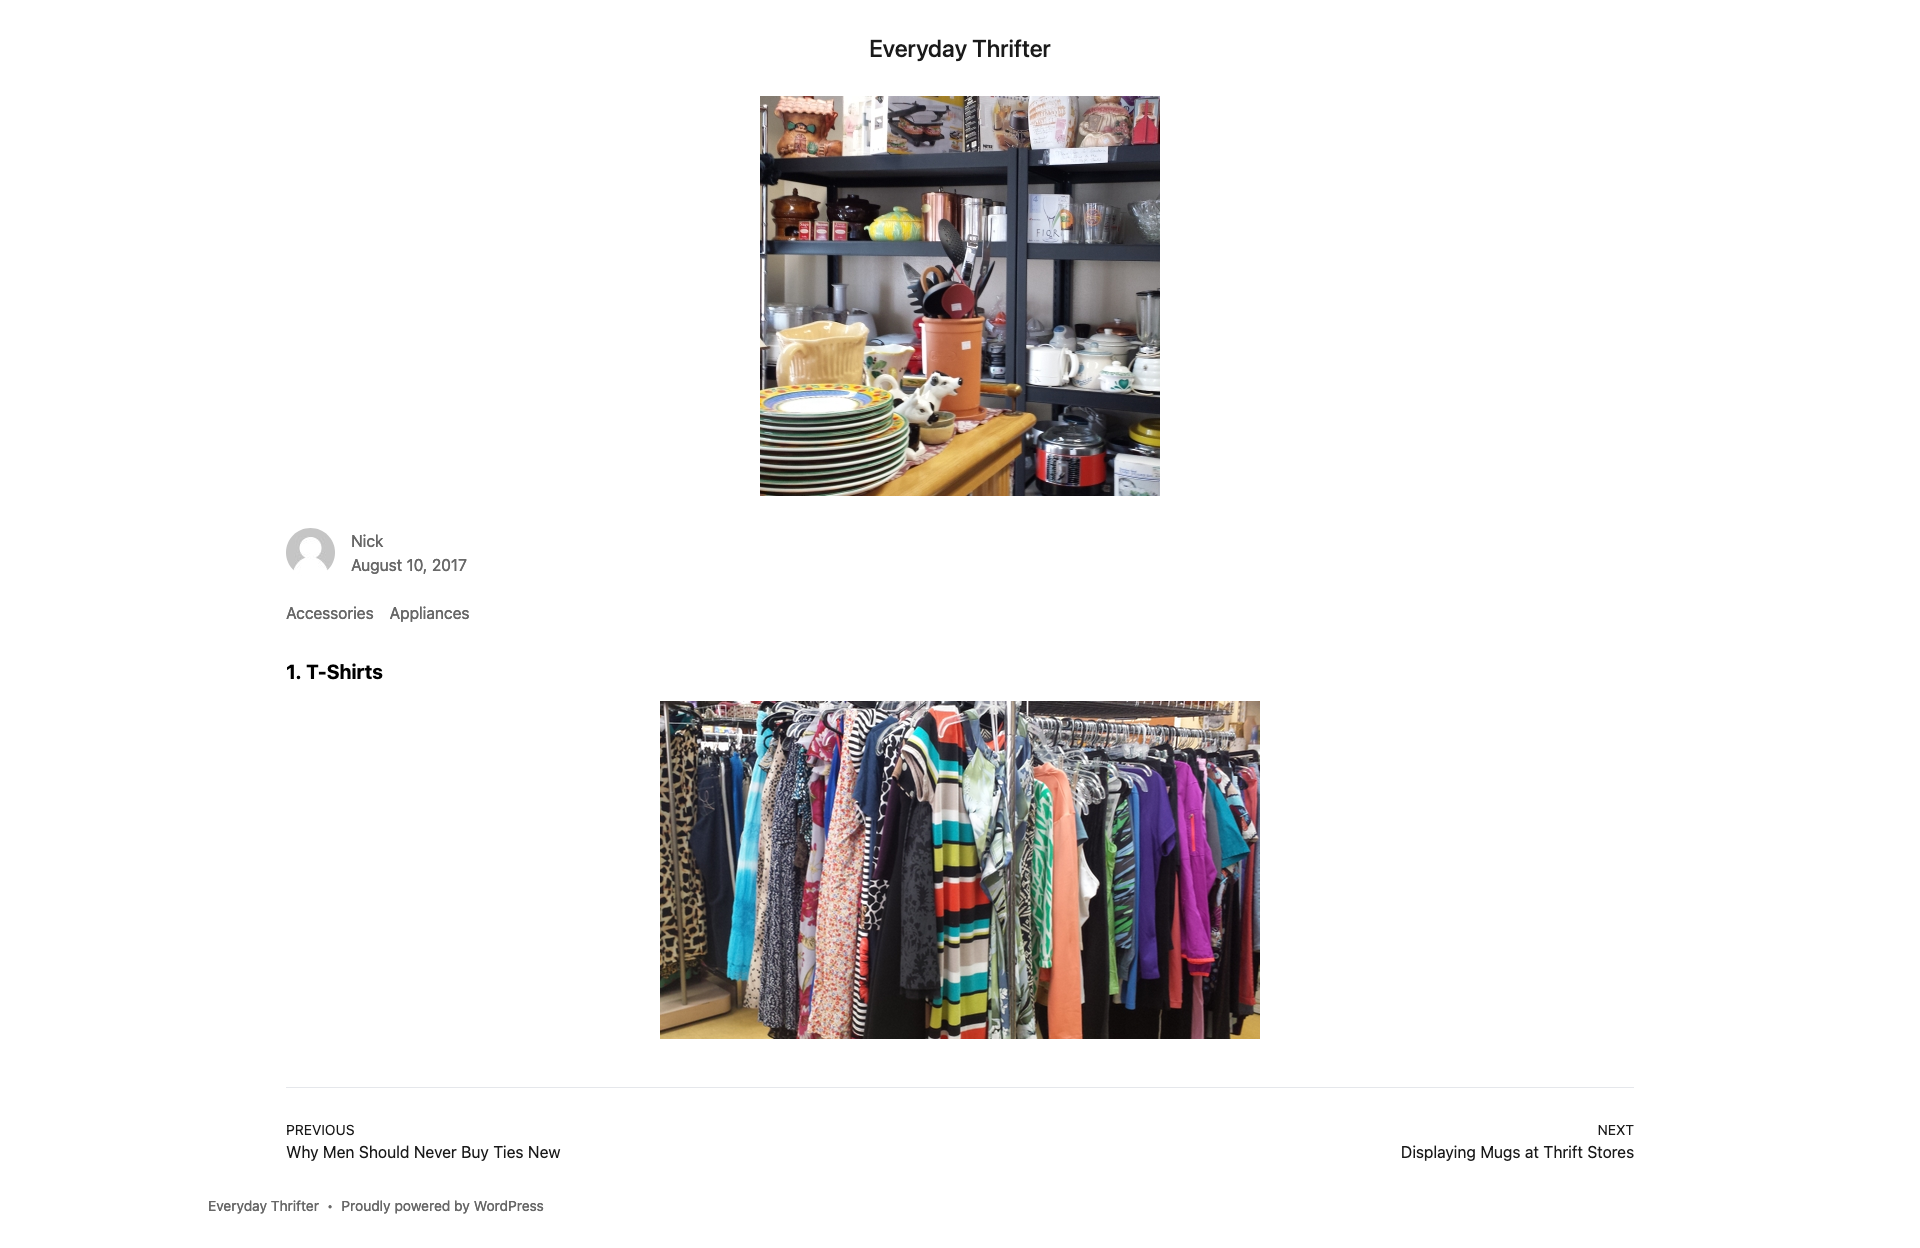 Everyday Thrifter
FIOR
Nick
August 10, 2017
Accessories Appliances
1. T-Shirts
PREVIOUS
Why Men Should Never Buy Ties New
NEXT
Displaying Mugs at Thrift Stores
Everyday Thrifter • Proudly powered by WordPress